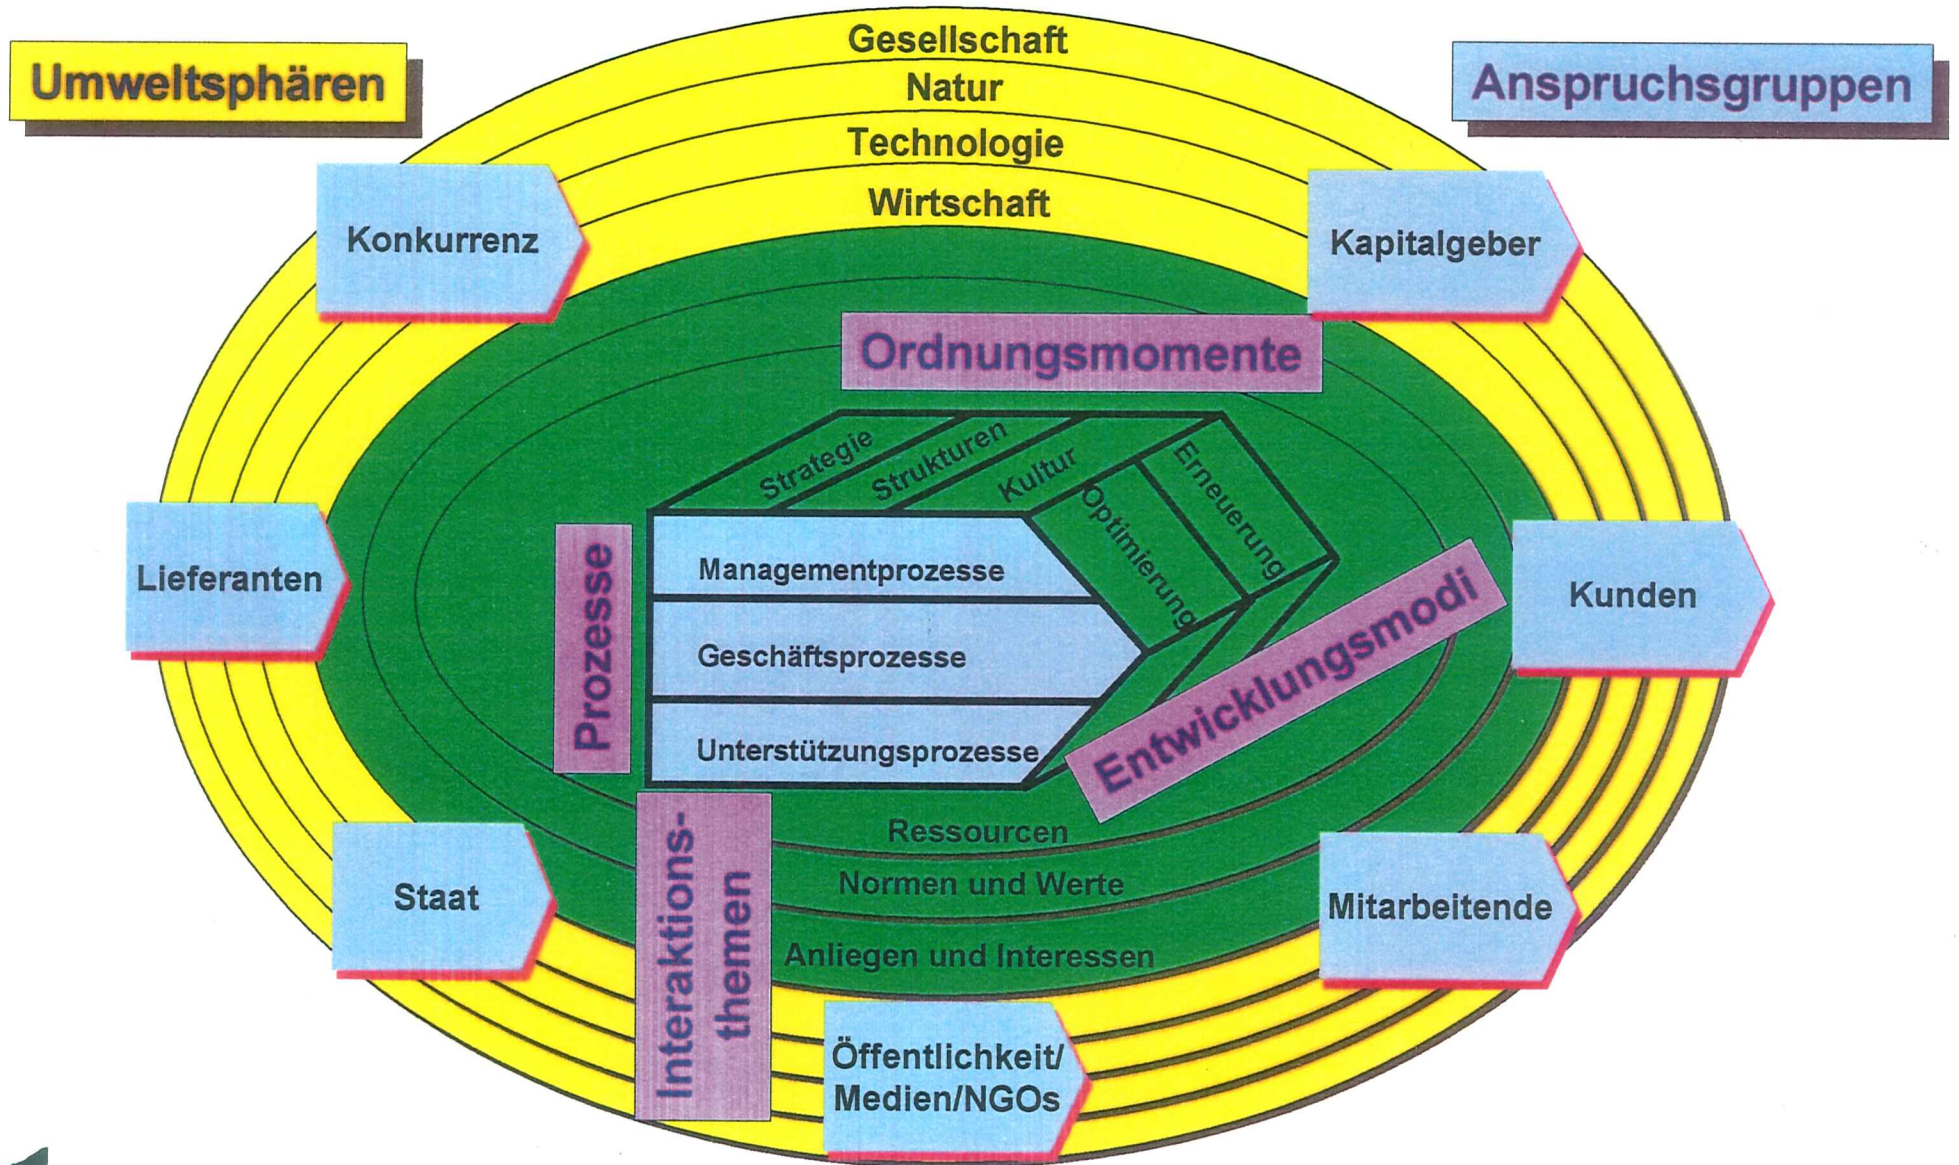 Umweltsphären
Anspruchsgruppen
Gesellschaft
Natur
Technologie
Wirtschaft
Konkurrenz
Kapitalgeber
Ordnungsmomente
Strategie
Strukturen
Kultur
Erneuerung
Optimierung
Lieferanten
Prozesse
Managementprozesse
Geschäftsprozesse
Unterstützungsprozesse
Entwicklungsmodi
Kunden
Interaktions-
themen
Ressourcen
Normen und Werte
Anliegen und Interessen
Staat
Mitarbeitende
Öffentlichkeit/
Medien/NGOs